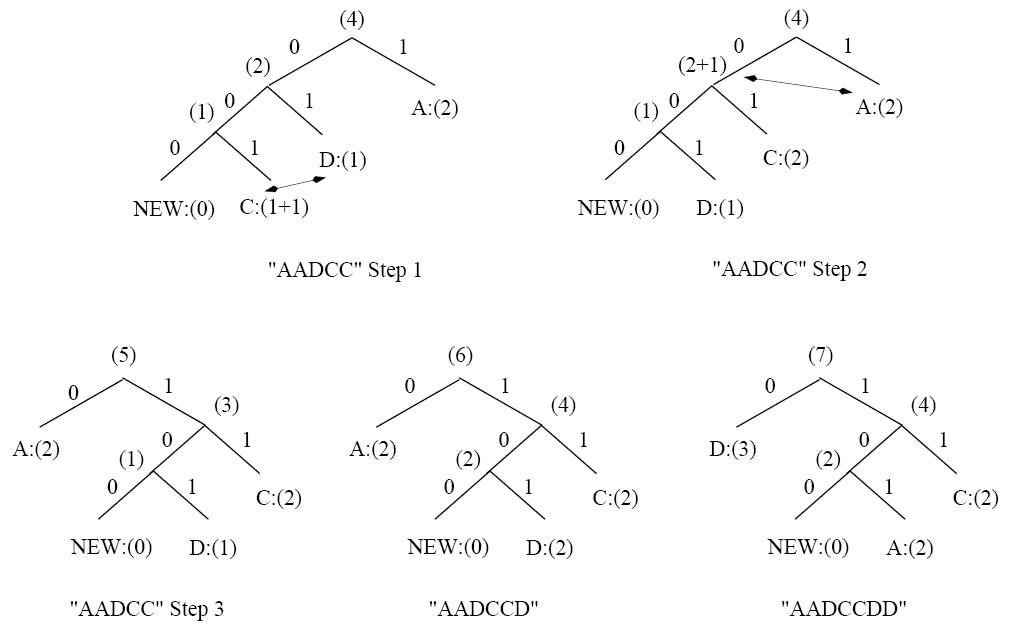 (4)
0 1
(2)
(1) 0 1 A:(2)
0 1 D:(1)
NEW:(0) C:(1+1)
"AADCC" Step 1
(4)
0 1
(2+1)
(1) 0 1 A:(2)
0 1 C:(2)
NEW:(0) D:(1)
"AADCC" Step 2
(5)
0 1
(3)
A:(2) 0 1
(1)
0 1 C:(2)
NEW:(0) D:(1)
"AADCC" Step 3
(6)
0 1
(4)
A:(2) 0 1
(2)
0 1 C:(2)
NEW:(0) D:(2)
"AADCCD"
(7)
0 1
(4)
D:(3) 0 1
(2)
0 1 C:(2)
NEW:(0) A:(2)
"AADCCDD"